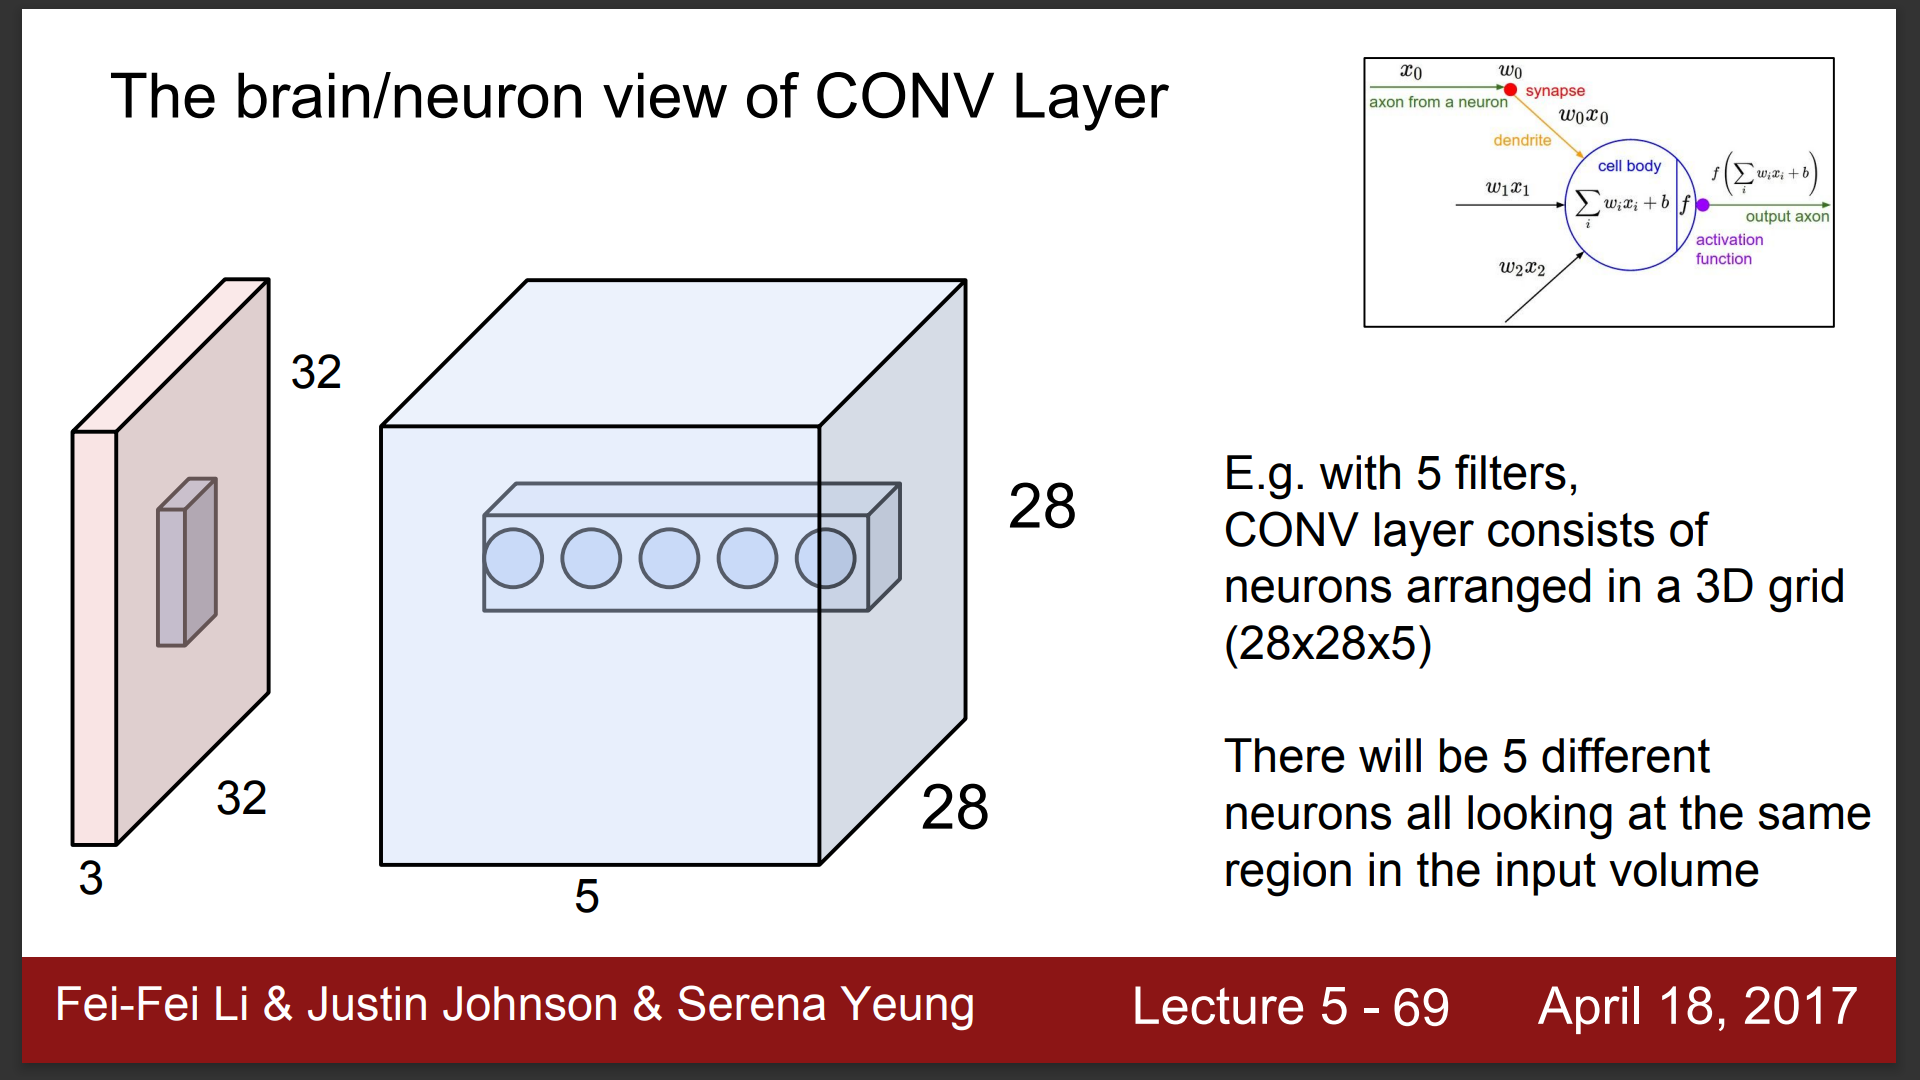 The brain/neuron view of CONV Layer
x0
w0
synapse
axon from a neuron
w0x0
dendrite
cell body
f(∑i wixi + b)
w1x1
∑i wixi + b
f
output axon
activation
function
w2x2
32
32
3
28
28
5
E.g. with 5 filters,
CONV layer consists of
neurons arranged in a 3D grid
(28x28x5)
There will be 5 different
neurons all looking at the same
region in the input volume
Fei-Fei Li & Justin Johnson & Serena Yeung
Lecture 5 - 69
April 18, 2017